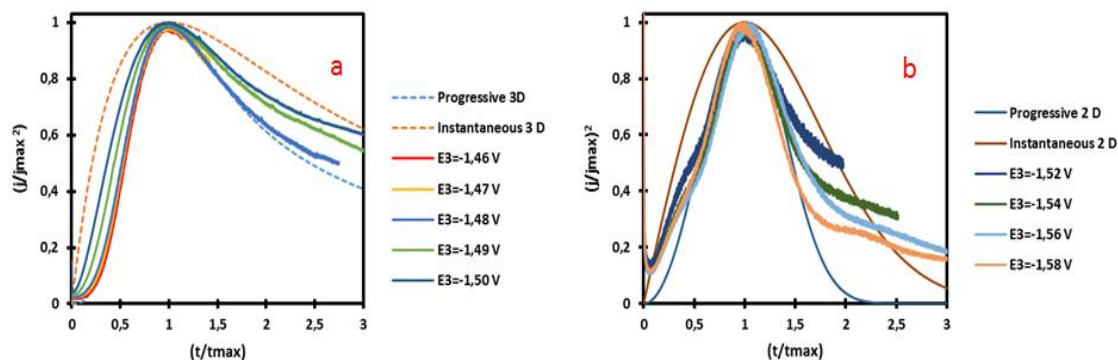 a
(j/jmax ²)
1
0,8
0,6
0,4
0,2
0
0 0,5 1 1,5 2 2,5 3
(t/tmax)
Progressive 3D
Instantaneous 3 D
E3=-1,46 V
E3=-1,47 V
E3=-1,48 V
E3=-1,49 V
E3=-1,50 V
b
(j/jmax)²
1
0,8
0,6
0,4
0,2
0
0 0,5 1 1,5 2 2,5 3
(t/tmax)
Progressive 2 D
Instantaneous 2 D
E3=-1,52 V
E3=-1,54 V
E3=-1,56 V
E3=-1,58 V